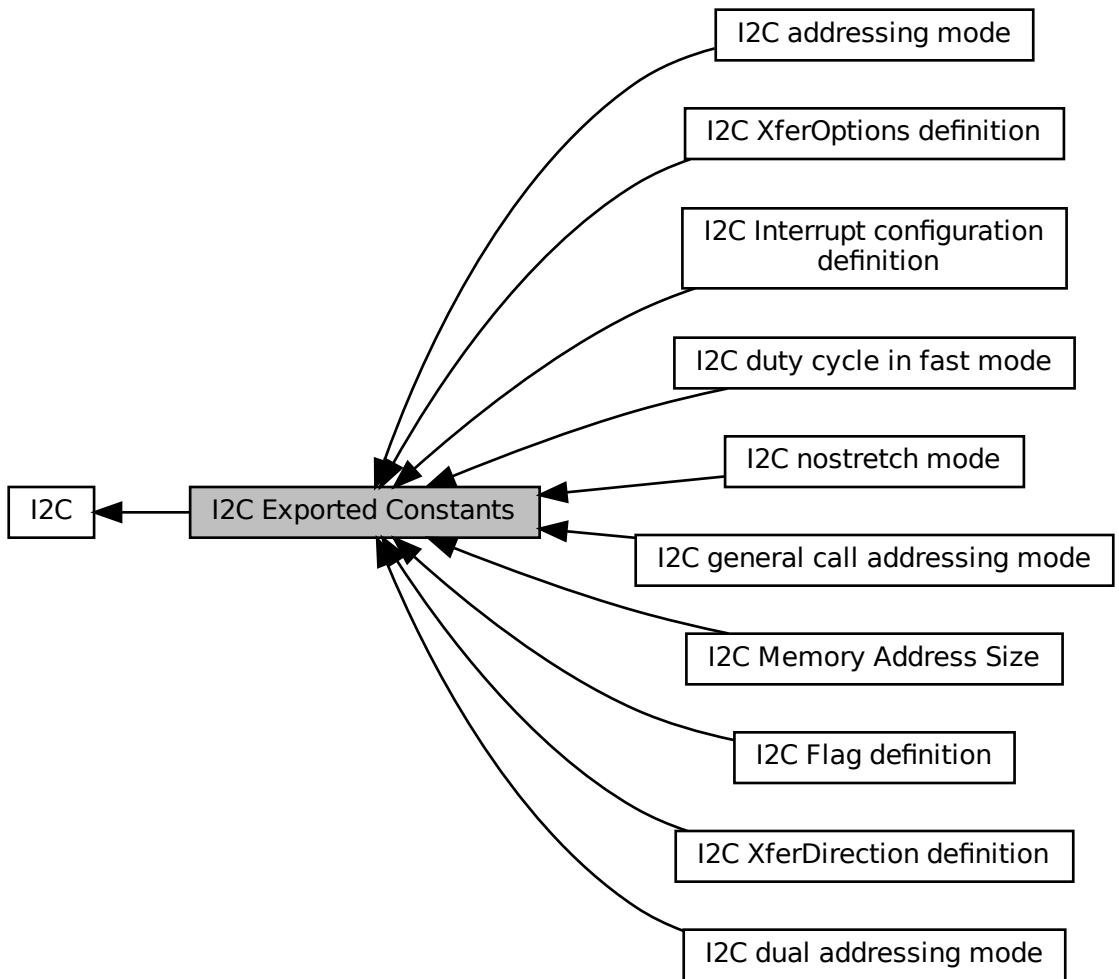 I2C addressing mode
I2C XferOptions definition
I2C Interrupt configuration
definition
I2C duty cycle in fast mode
I2C nostretch mode
I2C
I2C Exported Constants
I2C general call addressing mode
I2C Memory Address Size
I2C Flag definition
I2C XferDirection definition
I2C dual addressing mode